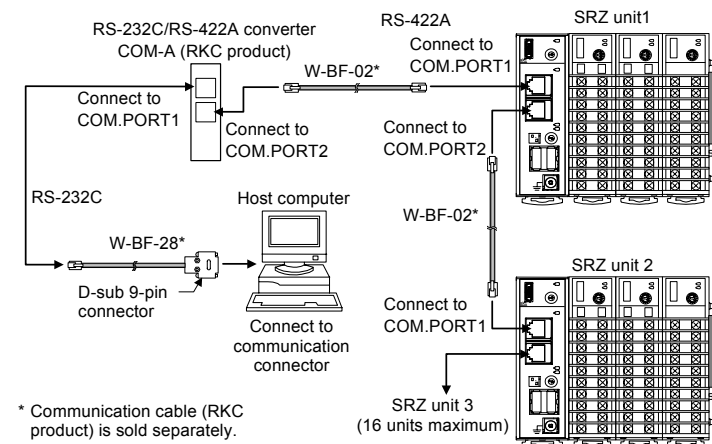 RS-232C/RS-422A converter
COM-A (RKC product)
RS-422A
SRZ unit1
Connect to
COM.PORT1
W-BF-02*
Connect to
COM.PORT1
Connect to
COM.PORT2
Connect to
COM.PORT2
RS-232C
Host computer
W-BF-02*
W-BF-28*
SRZ unit 2
D-sub 9-pin
connector
Connect to
communication
connector
Connect to
COM.PORT1
SRZ unit 3
(16 units maximum)
* Communication cable (RKC
product) is sold separately.